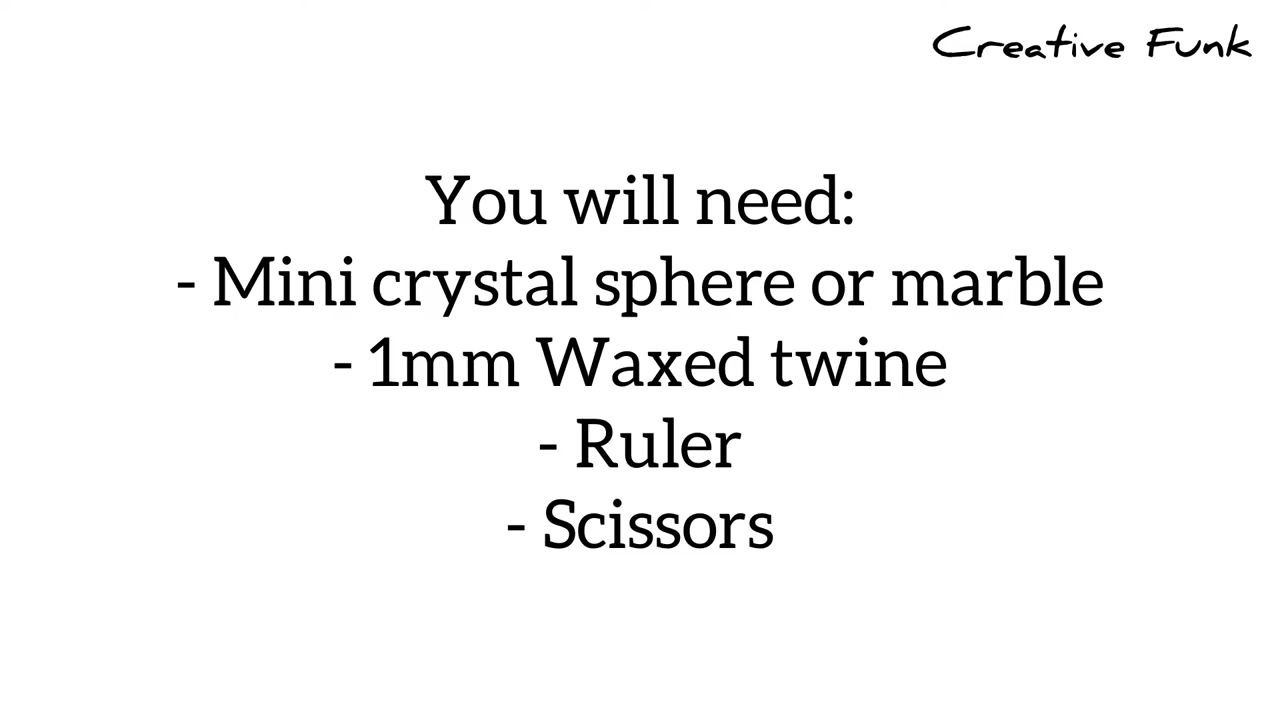 Creative Funk
You will need:
- Mini crystal sphere or marble
- 1mm Waxed twine
- Ruler
- Scissors